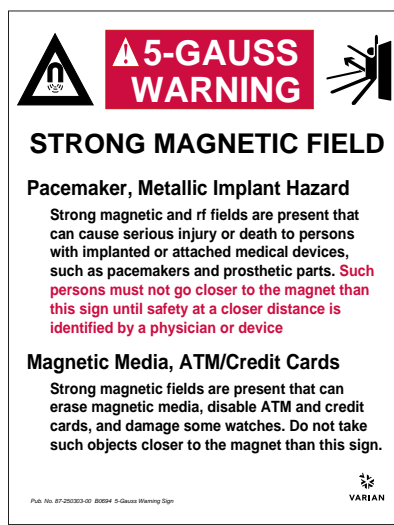 5-GAUSS
WARNING
STRONG MAGNETIC FIELD
Pacemaker, Metallic Implant Hazard
Strong magnetic and rf fields are present that
can cause serious injury or death to persons
with implanted or attached medical devices,
such as pacemakers and prosthetic parts. Such
persons must not go closer to the magnet than
this sign until safety at a closer distance is
identified by a physician or device
Magnetic Media, ATM/Credit Cards
Strong magnetic fields are present that can
erase magnetic media, disable ATM and credit
cards, and damage some watches. Do not take
such objects closer to the magnet than this sign.
Pub. No. 87-250303-00 B0694 5-Gauss Warning Sign
VARIAN